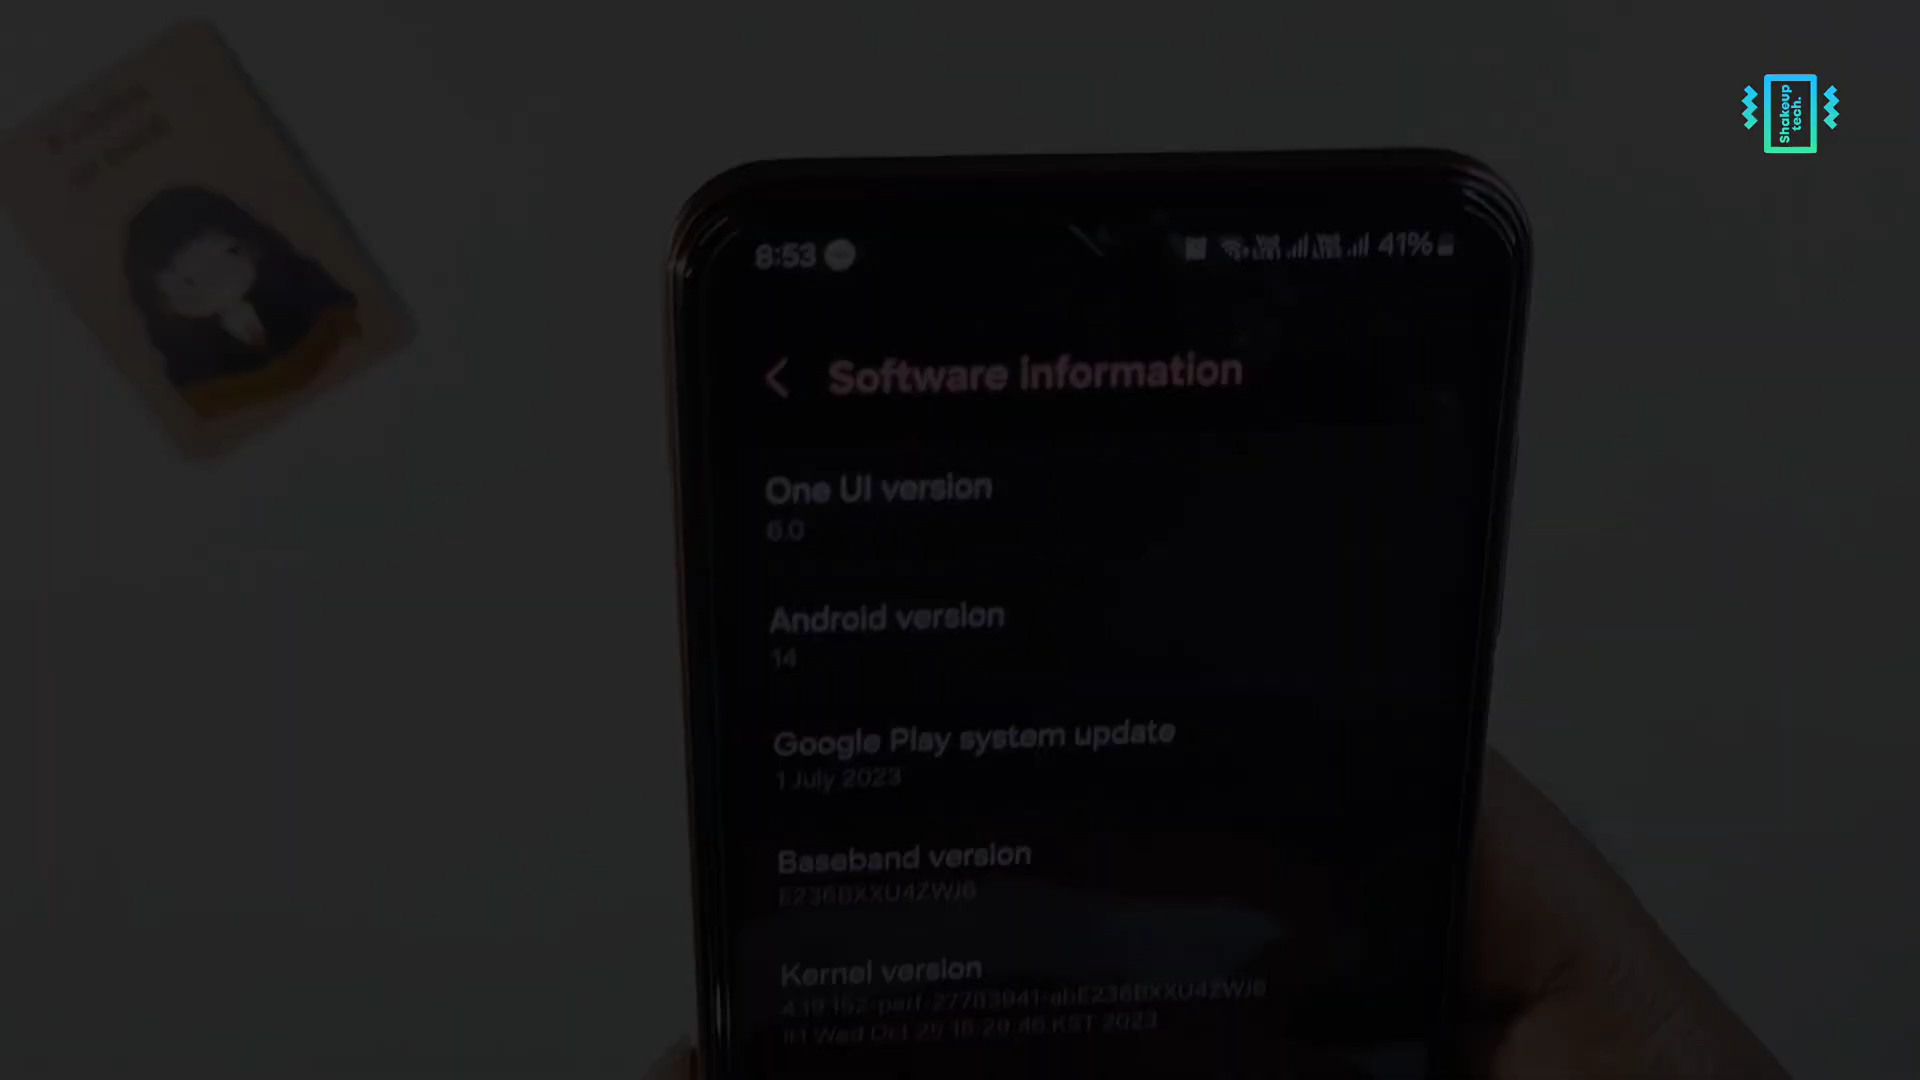 Shakeup
tech.
8:53
41%
Software information
One UI version
6.0
Android version
14
Google Play system update
1 July 2023
Baseband version
E236BXXU4ZWJ6
Kernel version